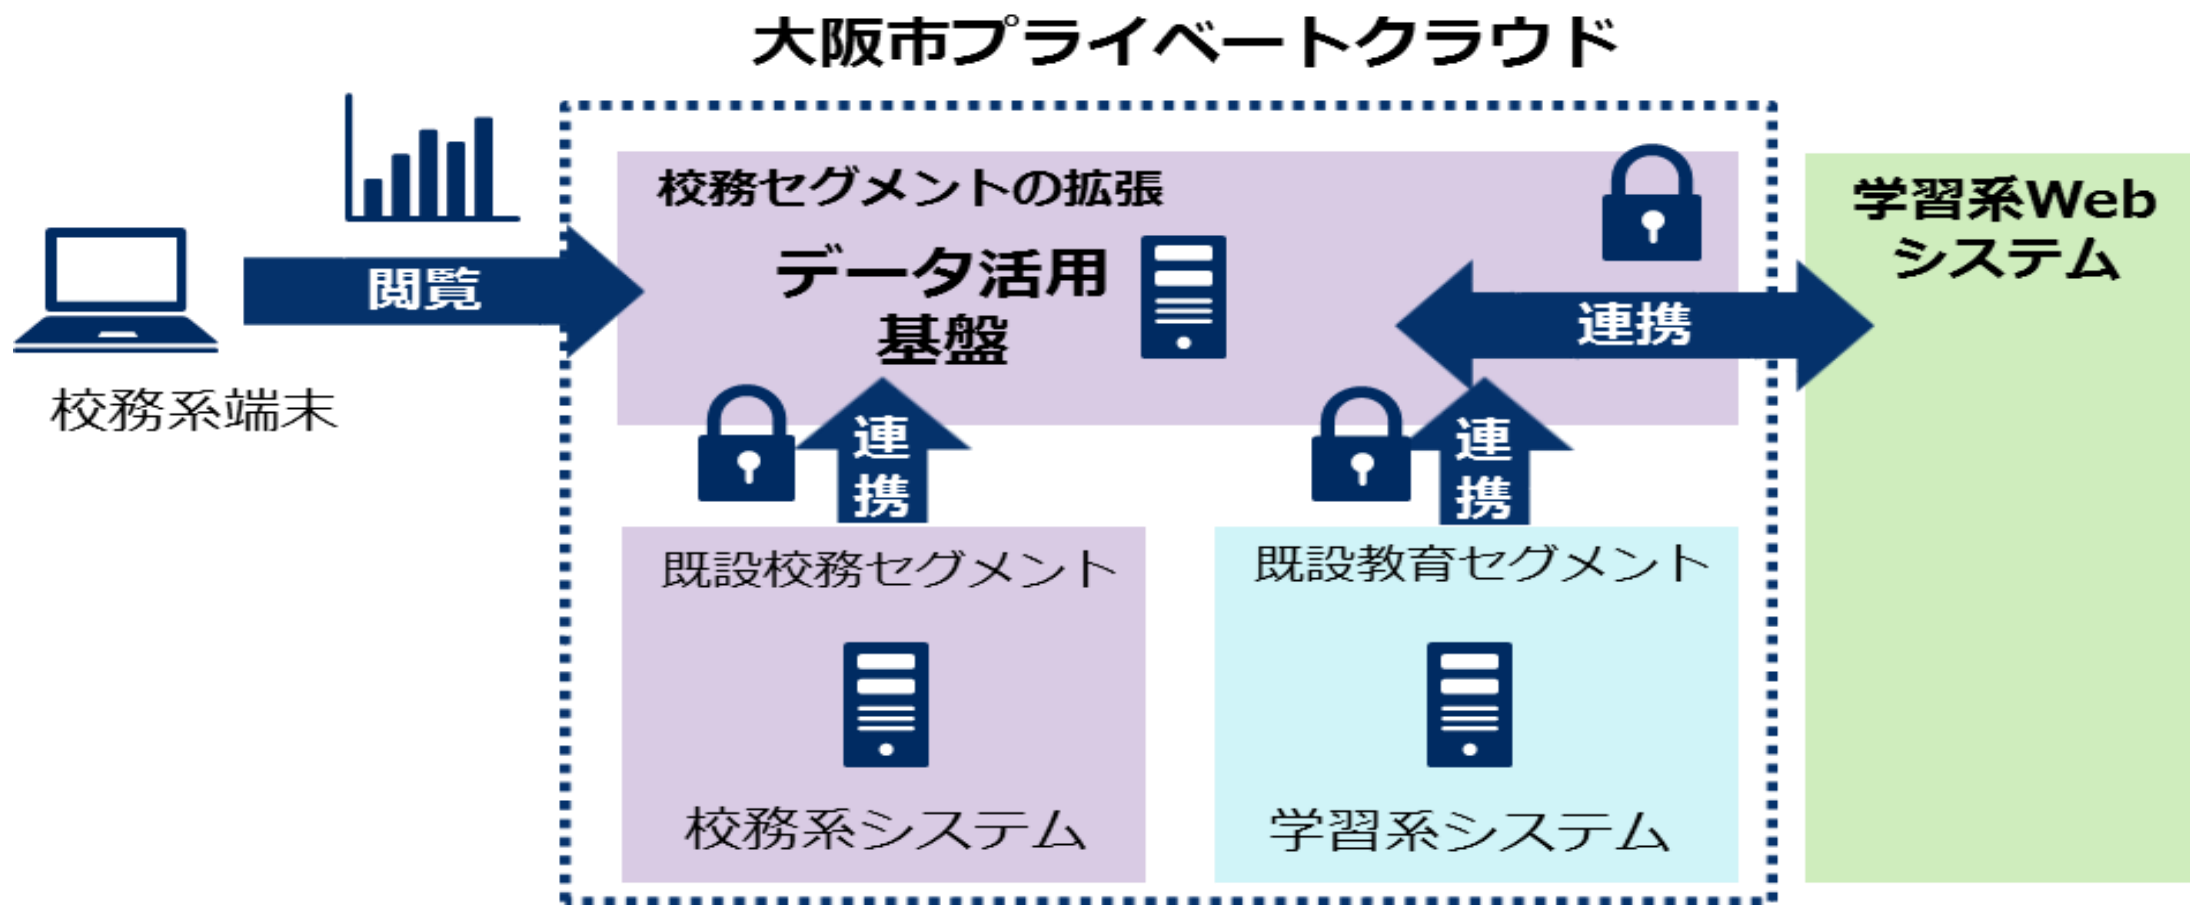 大阪市プライベートクラウド
校務セグメントの拡張
データ活用
基盤
閲覧
校務系端末
学習系Web
システム
連携
連
携
連
携
既設校務セグメント
校務系システム
既設教育セグメント
学習系システム